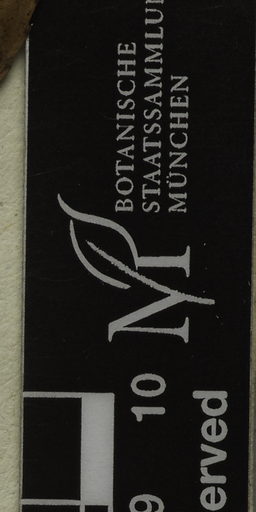 BOTANISCHE
STAATSSAMMLU
MÜNCHEN
M
9 10
erved